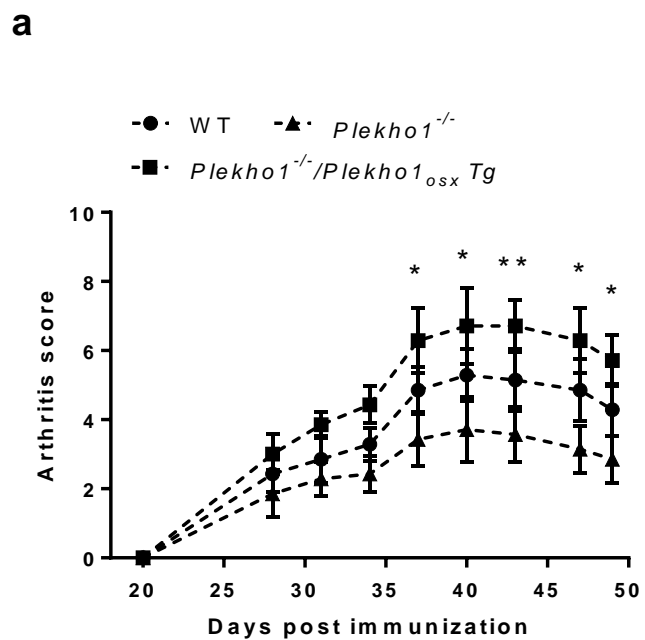 a
WT Plekho1-/-
Plekho1-/-/Plekho1osx Tg
10
8
6
4
2
0
Arthritis score
* * ** * *
20 25 30 35 40 45 50
Days post immunization